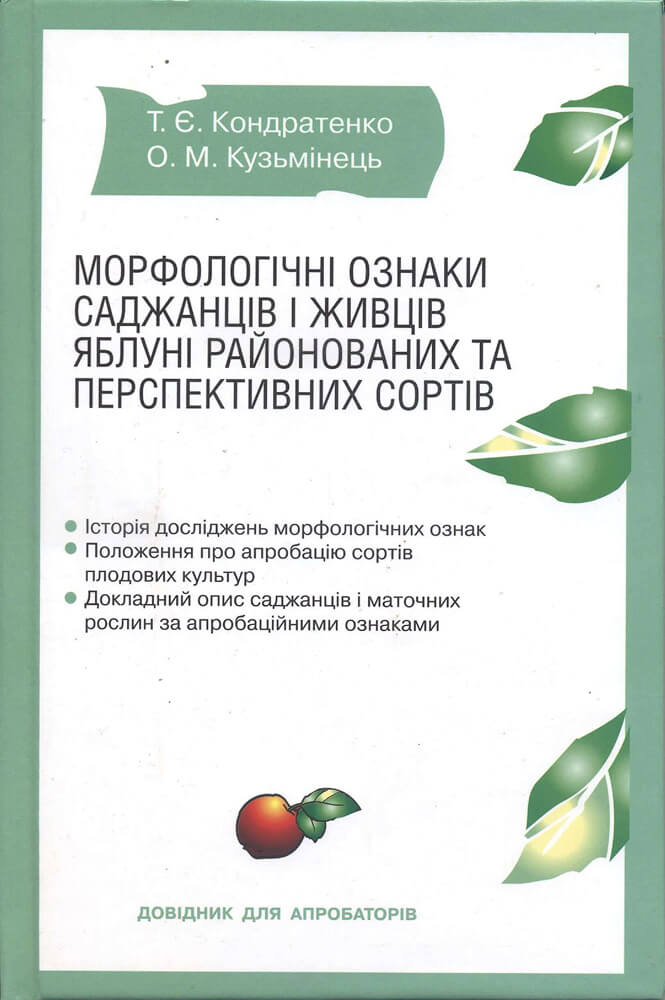 Т. Є. Кондратенко
О. М. Кузьмінець
МОРФОЛОГІЧНІ ОЗНАКИ
САДЖАНЦІВ І ЖИВЦІВ
ЯБЛУНІ РАЙОНОВАНИХ ТА
ПЕРСПЕКТИВНИХ СОРТІВ
• Історія досліджень морфологічних ознак
• Положення про апробацію сортів
плодових культур
• Докладний опис саджанців і маточних
рослин за апробаційними ознаками
ДОВІДНИК ДЛЯ АПРОБАТОРІВ